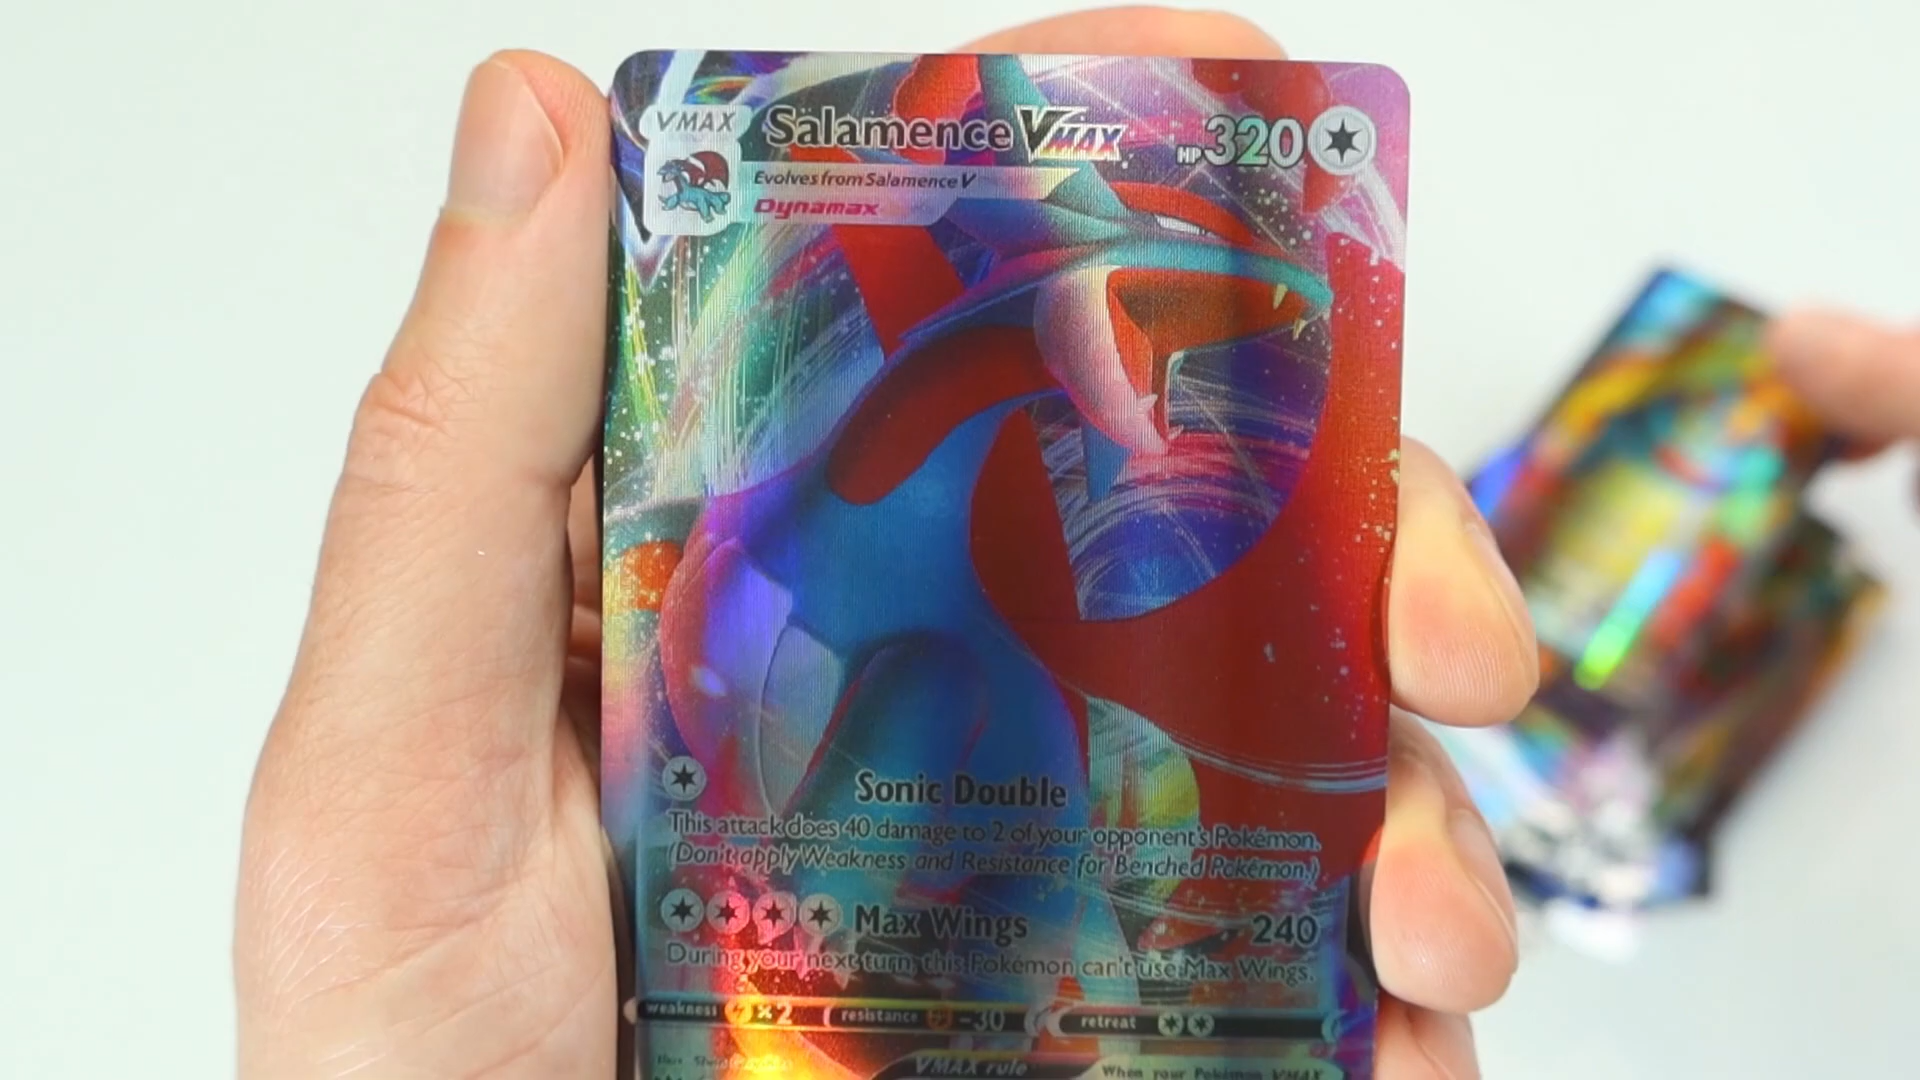 VMAX Salamence VMAX HP 320
Evolves from Salamence V
Dynamax
Sonic Double
This attack does 40 damage to 2 of your opponent's Pokémon.
(Don't apply Weakness and Resistance for Benched Pokémon.)
Max Wings 240
During your next turn, this Pokémon can't use Max Wings.
weakness ×2 resistance -30 retreat
VMAX rule When your Pokémon VMAX